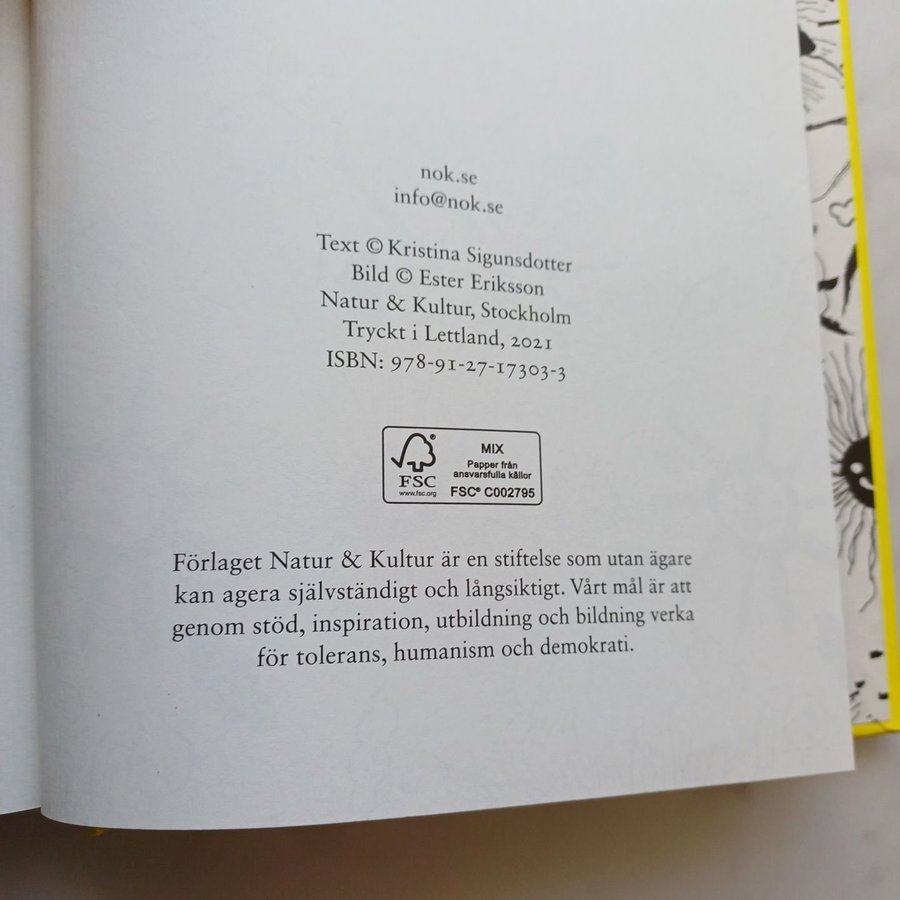 nok.se
info@nok.se
Text © Kristina Sigunsdotter
Bild © Ester Eriksson
Natur & Kultur, Stockholm
Tryckt i Lettland, 2021
ISBN: 978-91-27-17303-3
FSC
www.fsc.org
MIX
Papper från
ansvarsfulla källor
FSC® C002795
Förlaget Natur & Kultur är en stiftelse som utan ägare
kan agera självständigt och långsiktigt. Vårt mål är att
genom stöd, inspiration, utbildning och bildning verka
för tolerans, humanism och demokrati.